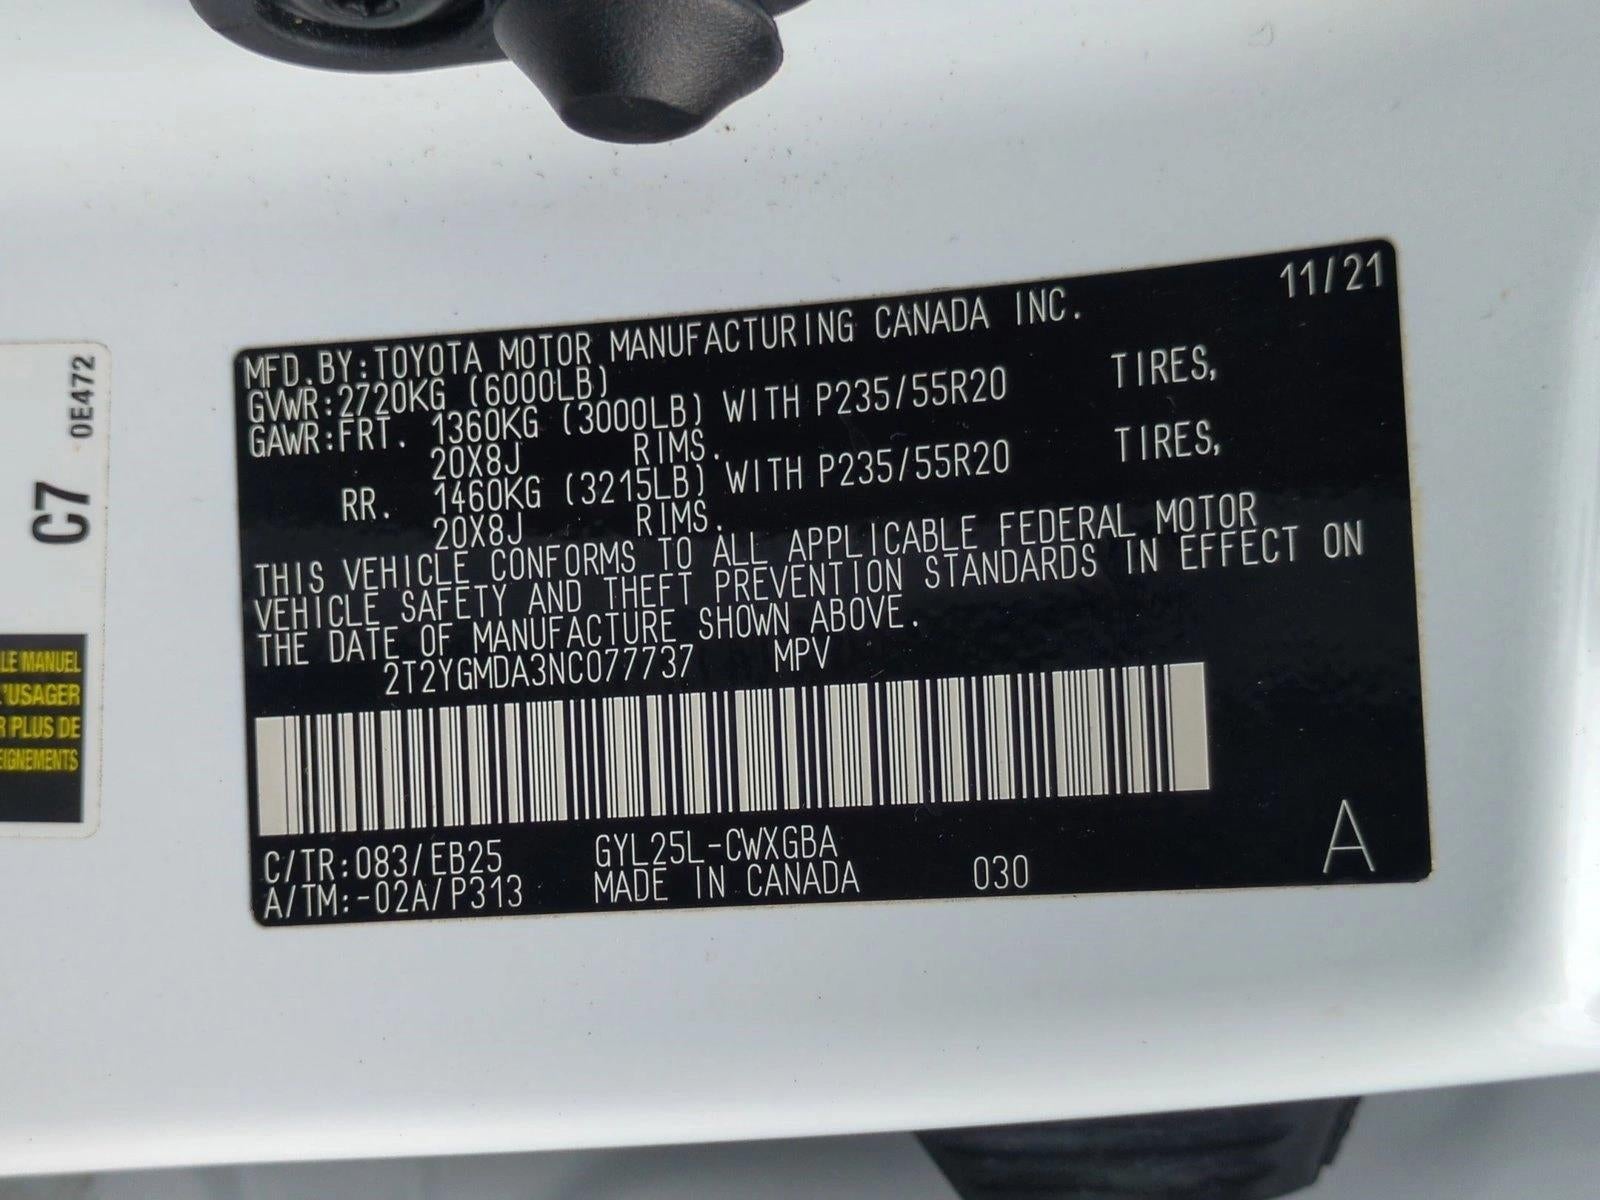 MFD.BY:TOYOTA MOTOR MANUFACTURING CANADA INC. 11/21
GVWR:2720KG (6000LB)
GAWR:FRT. 1360KG (3000LB) WITH P235/55R20 TIRES,
20X8J RIMS.
RR. 1460KG (3215LB) WITH P235/55R20 TIRES,
20X8J RIMS.
THIS VEHICLE CONFORMS TO ALL APPLICABLE FEDERAL MOTOR
VEHICLE SAFETY AND THEFT PREVENTION STANDARDS IN EFFECT ON
THE DATE OF MANUFACTURE SHOWN ABOVE.
2T2YGMDA3NC077737 MPV
C/TR:083/EB25 GYL25L-CWXGBA
A/TM:-02A/P313 MADE IN CANADA 030 A
C7 0E472
LE MANUEL
'USAGER
R PLUS DE
EIGNEMENTS